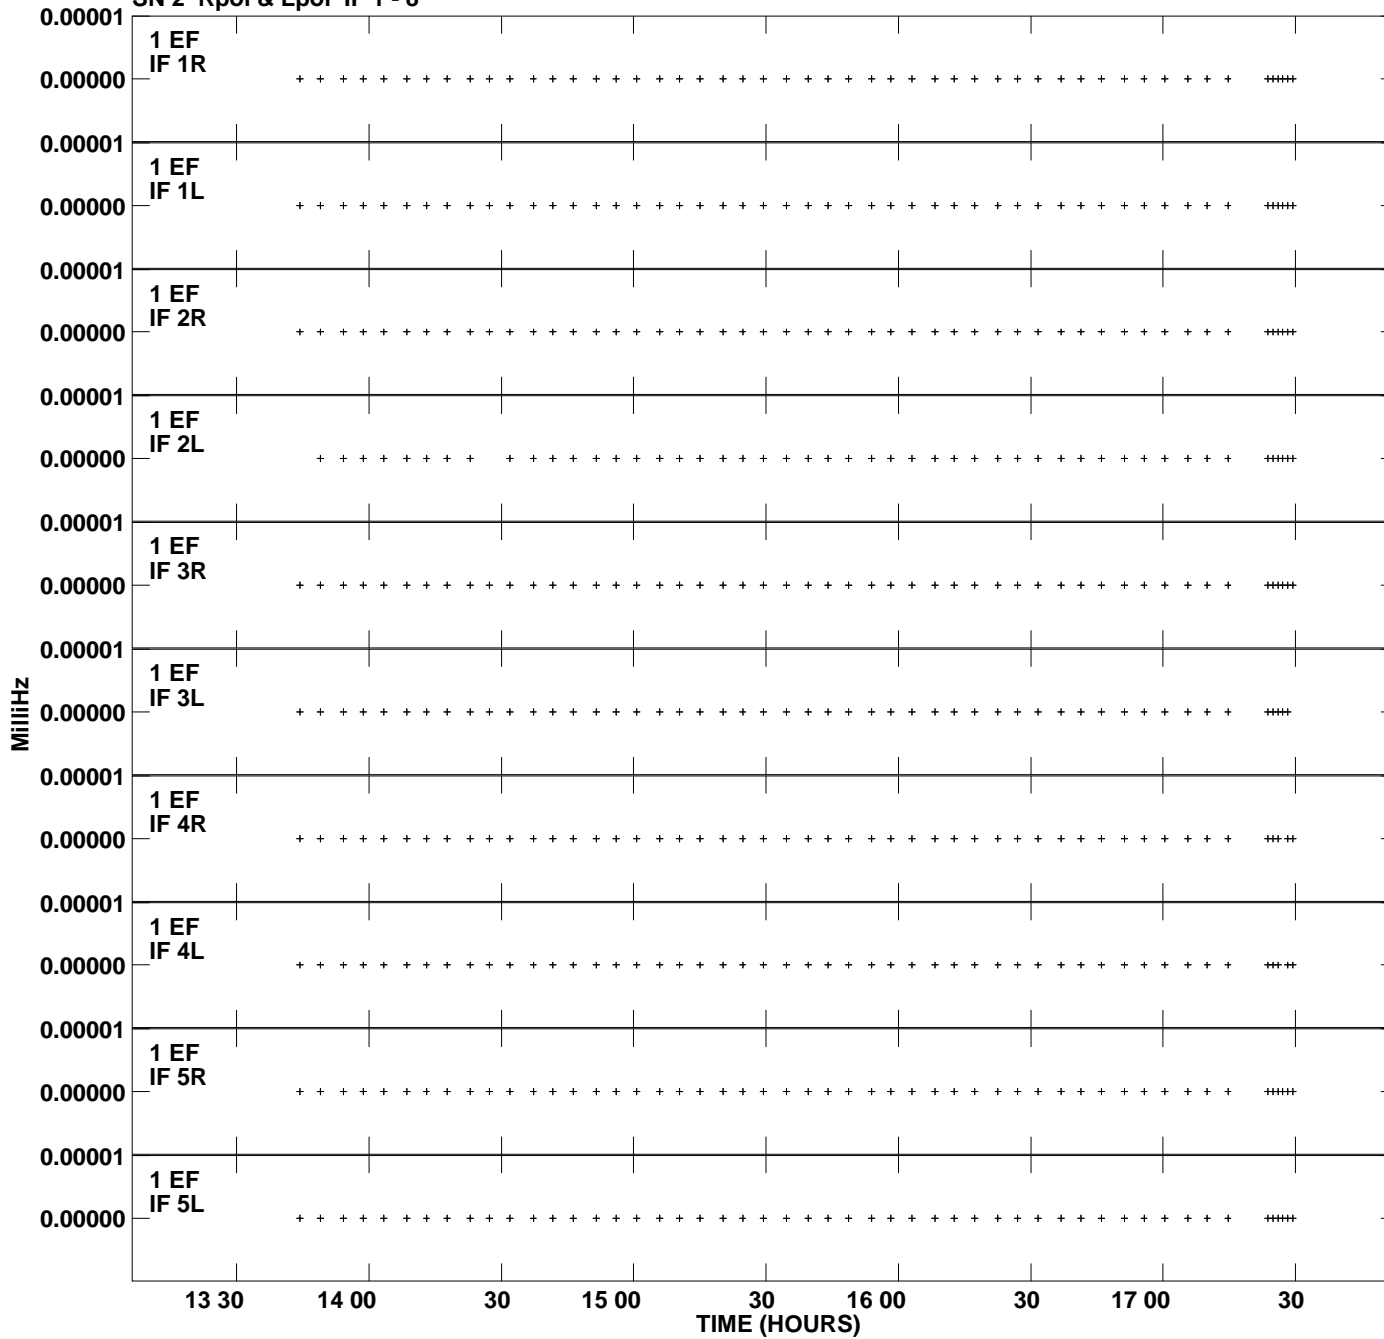 SN 2 Rpol & Lpol IF 1 - 8
0.00001
1 EF
IF 1R
0.00000
0.00001
1 EF
IF 1L
0.00000
0.00001
1 EF
IF 2R
0.00000
0.00001
1 EF
IF 2L
0.00000
0.00001
1 EF
IF 3R
0.00000
0.00001
1 EF
IF 3L
0.00000
MilliHz
0.00001
1 EF
IF 4R
0.00000
0.00001
1 EF
IF 4L
0.00000
0.00001
1 EF
IF 5R
0.00000
0.00001
1 EF
IF 5L
0.00000
13 30 14 00 30 15 00 30 16 00 30 17 00 30
TIME (HOURS)